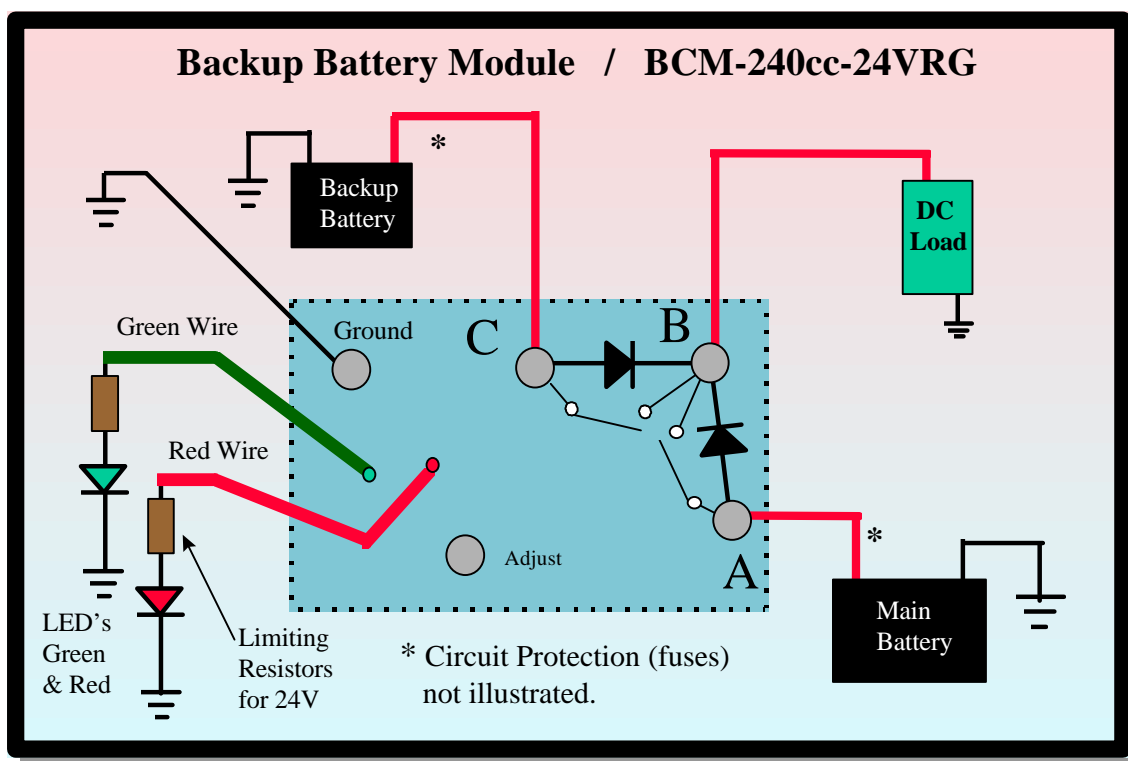 Backup Battery Module / BCM-240cc-24VRG
*
Backup
Battery
DC
Load
Green Wire
Ground
C
B
Red Wire
Adjust
A
*
Main
Battery
LED's
Green
& Red
Limiting
Resistors
for 24V
* Circuit Protection (fuses)
not illustrated.